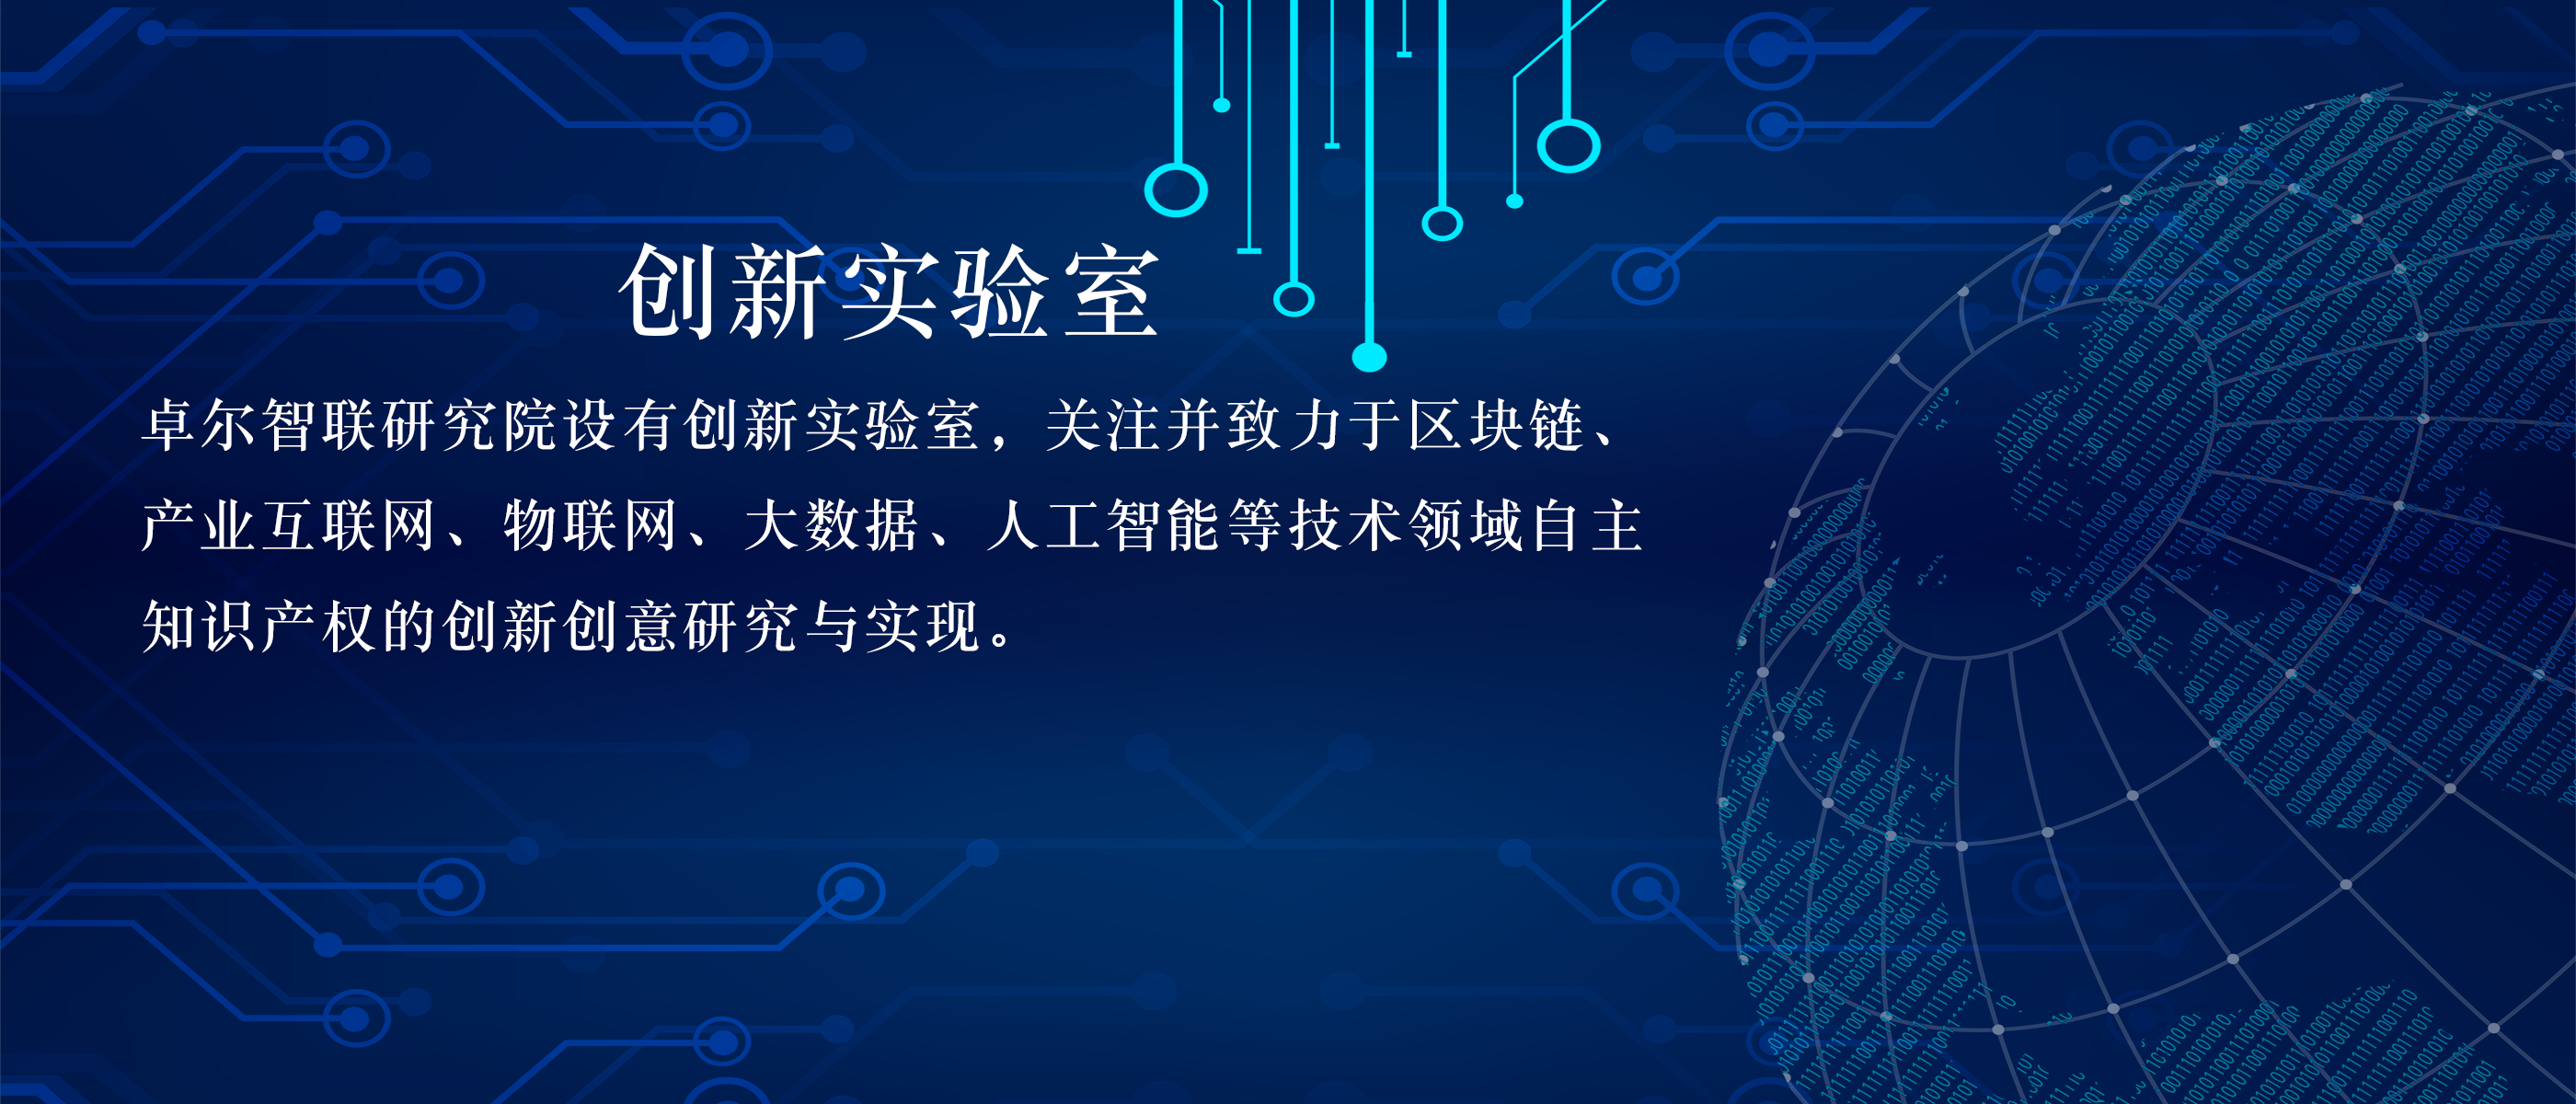 创新实验室
卓尔智联研究院设有创新实验室，关注并致力于区块链、
产业互联网、物联网、大数据、人工智能等技术领域自主
知识产权的创新创意研究与实现。